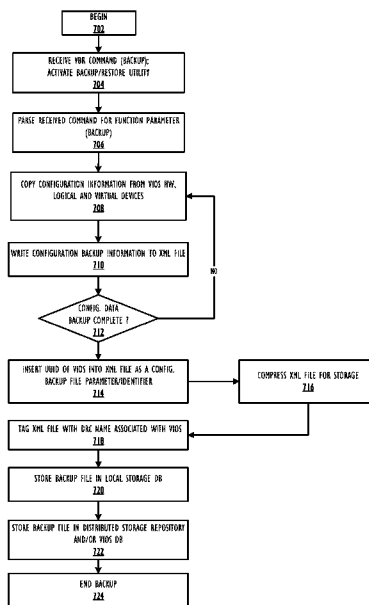 BEGIN
702
RECEIVE VBR COMMAND (BACKUP);
ACTIVATE BACKUP/RESTORE UTILITY
704
PARSE RECEIVED COMMAND FOR FUNCTION PARAMETER
(BACKUP)
706
COPY CONFIGURATION INFORMATION FROM VIOS HW,
LOGICAL AND VIRTUAL DEVICES
708
WRITE CONFIGURATION BACKUP INFORMATION TO XML FILE
710
NO
CONFIG. DATA
BACKUP COMPLETE ?
712
INSERT UUID OF VIOS INTO XML FILE AS A CONFIG.
BACKUP FILE PARAMETER/IDENTIFIER
714
COMPRESS XML FILE FOR STORAGE
716
TAG XML FILE WITH DRC NAME ASSOCIATED WITH VIOS
718
STORE BACKUP FILE IN LOCAL STORAGE DB
720
STORE BACKUP FILE IN DISTRIBUTED STORAGE REPOSITORY
AND/OR VIOS DB
722
END BACKUP
724